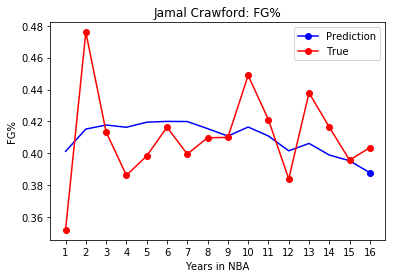 Jamal Crawford: FG%
Prediction
True
0.48
0.46
0.44
0.42
0.40
0.38
0.36
FG%
1 2 3 4 5 6 7 8 9 10 11 12 13 14 15 16
Years in NBA